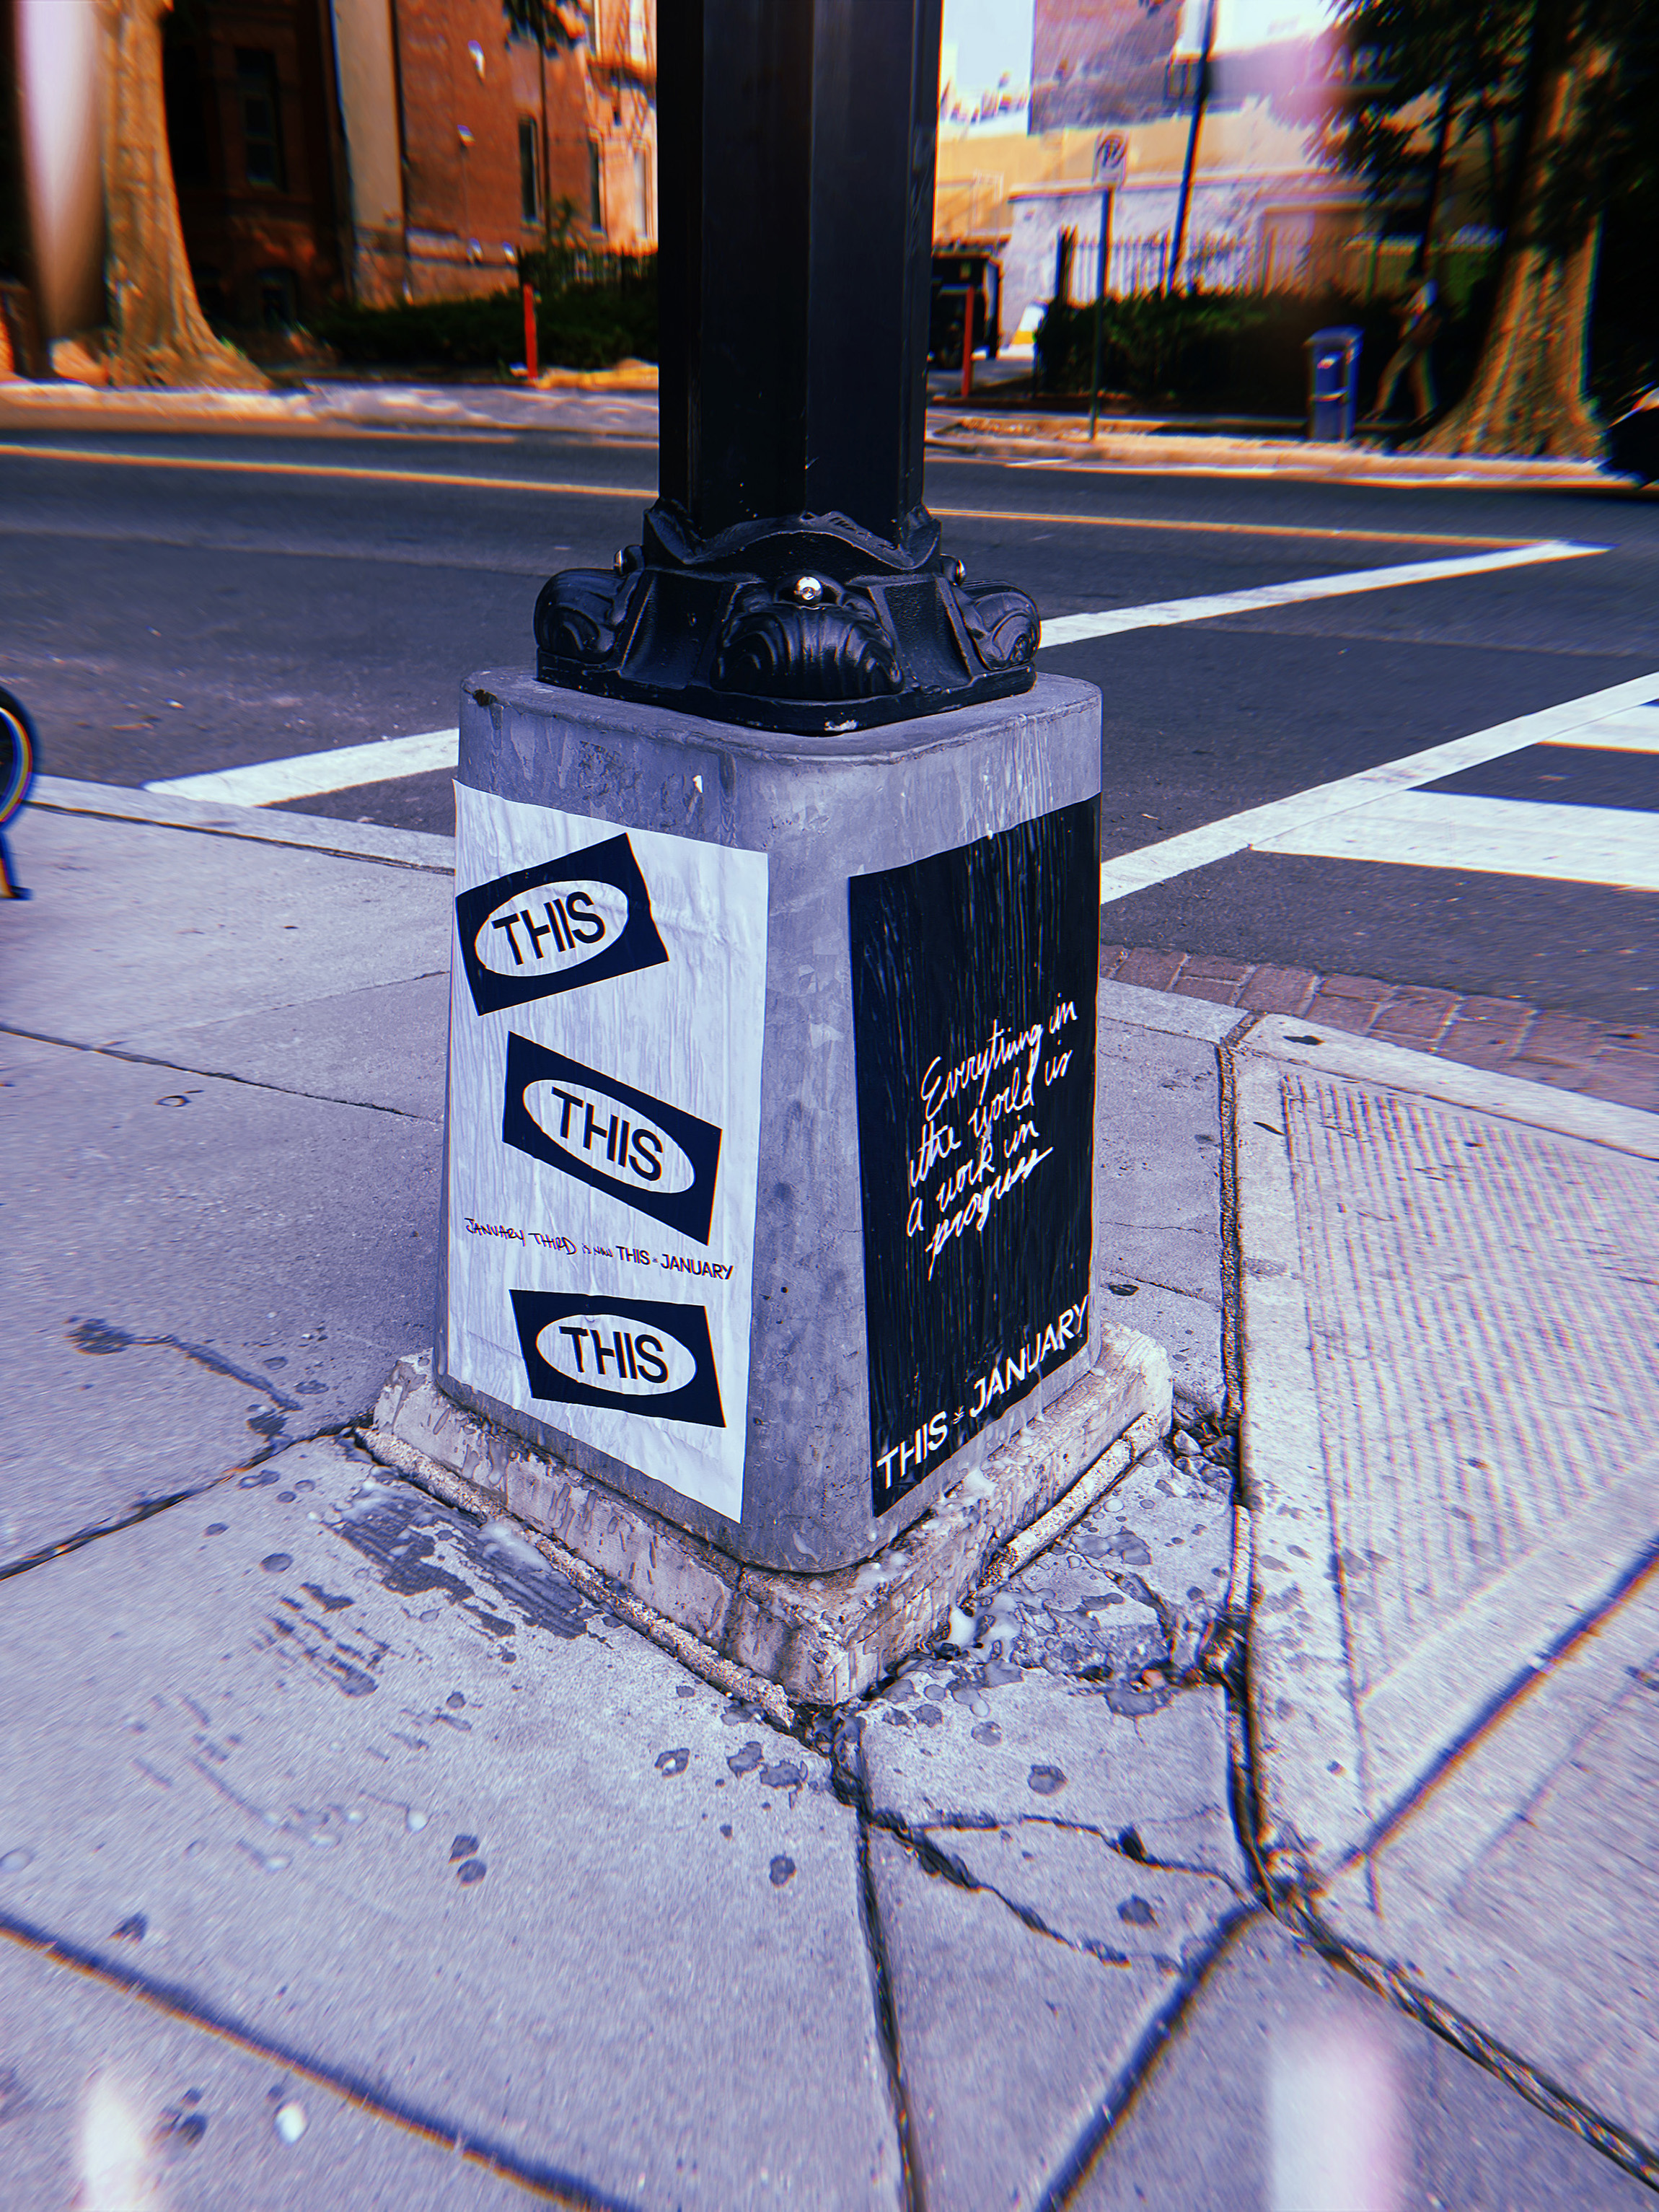 THIS
THIS
JANUARY THIRD is now THIS JANUARY
THIS
Everything in
the world is
a work in
progress
THIS JANUARY